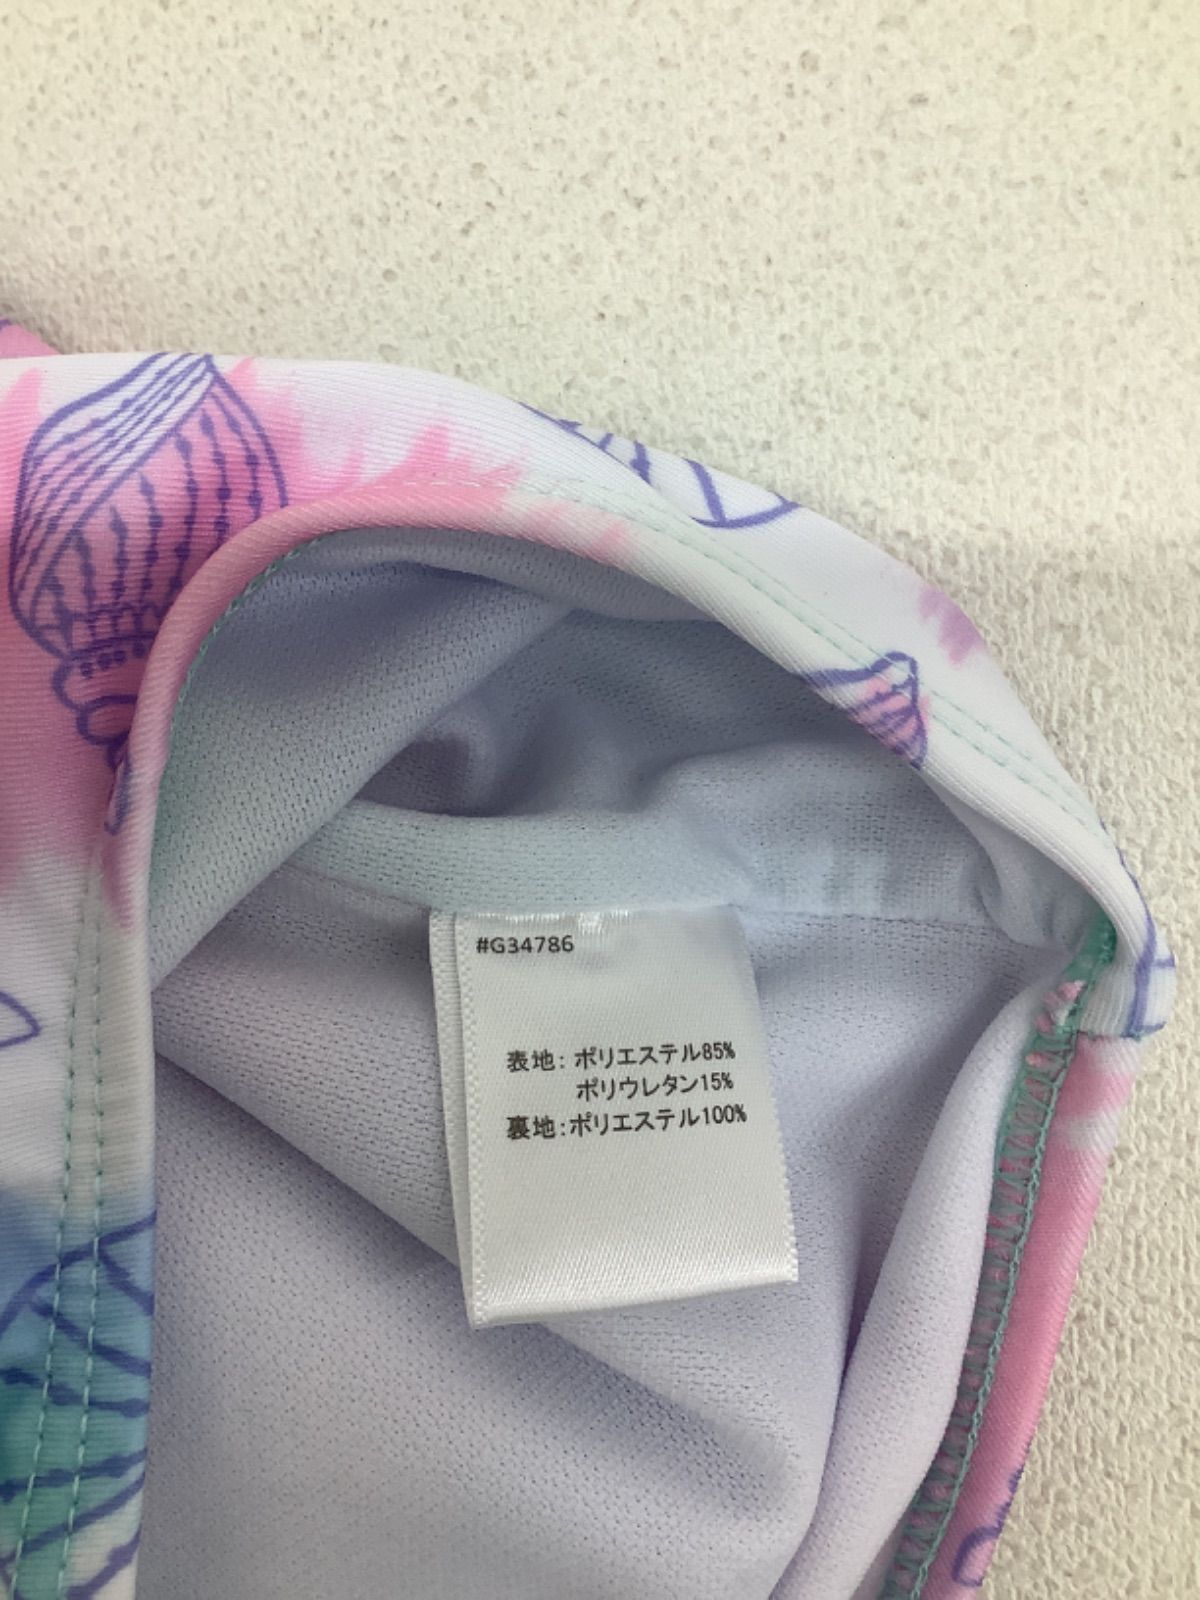 #G34786
表地: ポリエステル85%
ポリウレタン15%
裏地:ポリエステル100%